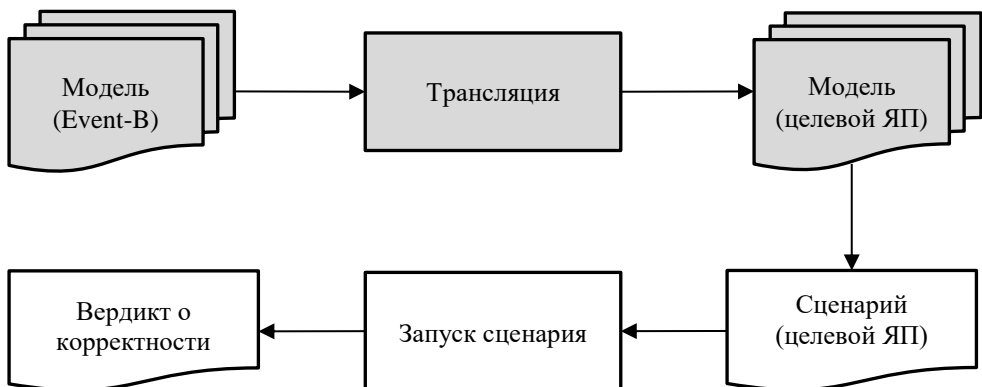 Модель
(Event-B)
Трансляция
Модель
(целевой ЯП)
Вердикт о
корректности
Запуск сценария
Сценарий
(целевой ЯП)